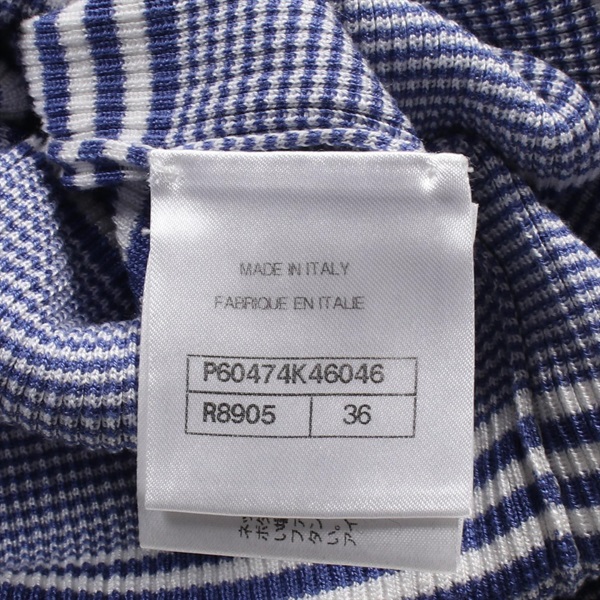 MADE IN ITALY
FABRIQUE EN ITALIE
P60474K46046
R8905 36